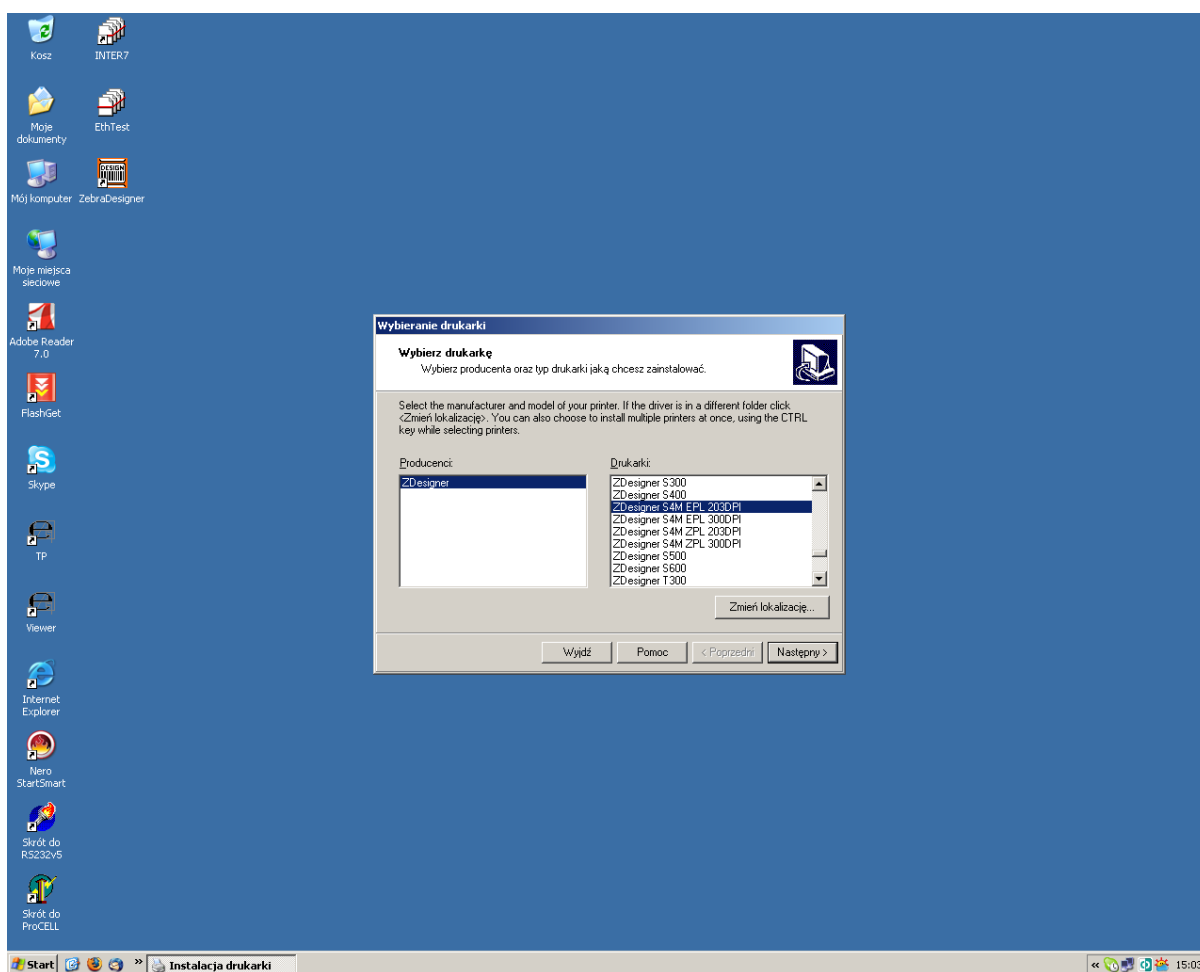 Kosz
INTER7
Moje
dokumenty
EthTest
DESIGN
Mój komputer
ZebraDesigner
Moje miejsca
sieciowe
Adobe Reader
7.0
FlashGet
Skype
TP
Viewer
Internet
Explorer
Nero
StartSmart
Skrót do
RS232v5
Skrót do
ProCELL
Wybieranie drukarki
Wybierz drukarkę
Wybierz producenta oraz typ drukarki jaką chcesz zainstalować.
Select the manufacturer and model of your printer. If the driver is in a different folder click
<Zmień lokalizację>. You can also choose to install multiple printers at once, using the CTRL
key while selecting printers.
Producenci:
ZDesigner
Drukarki:
ZDesigner S300
ZDesigner S400
ZDesigner S4M EPL 203DPI
ZDesigner S4M EPL 300DPI
ZDesigner S4M ZPL 203DPI
ZDesigner S4M ZPL 300DPI
ZDesigner S500
ZDesigner S600
ZDesigner T300
Zmień lokalizację...
Wyjdź
Pomoc
< Poprzedni
Następny >
Start
»
Instalacja drukarki
«
15:03